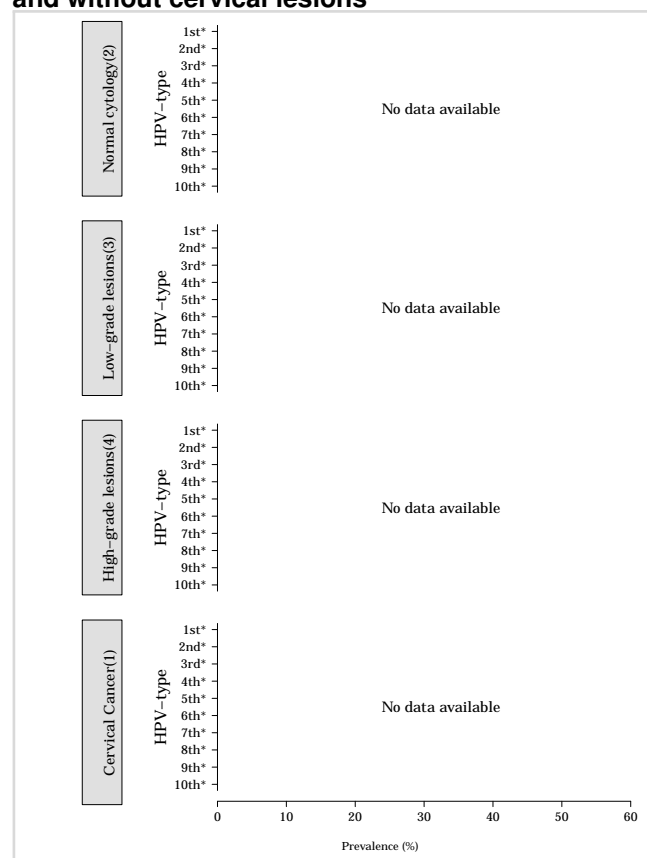 and without cervical lesions
Normal cytology(2)
HPV−type
1st*
2nd*
3rd*
4th*
5th*
6th*
7th*
8th*
9th*
10th*
No data available
Low−grade lesions(3)
HPV−type
1st*
2nd*
3rd*
4th*
5th*
6th*
7th*
8th*
9th*
10th*
No data available
High−grade lesions(4)
HPV−type
1st*
2nd*
3rd*
4th*
5th*
6th*
7th*
8th*
9th*
10th*
No data available
Cervical Cancer(1)
HPV−type
1st*
2nd*
3rd*
4th*
5th*
6th*
7th*
8th*
9th*
10th*
No data available
0 10 20 30 40 50 60
Prevalence (%)